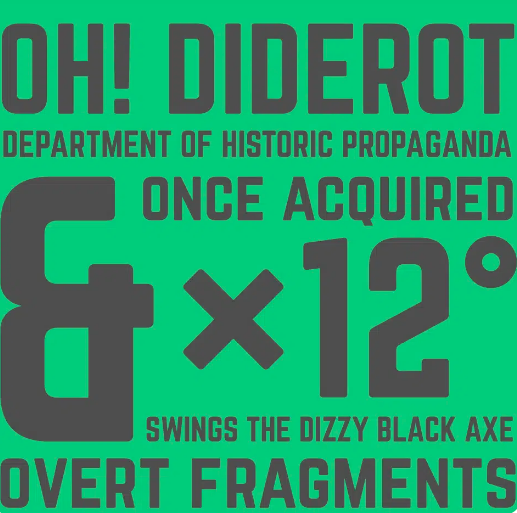 OH! DIDEROT
DEPARTMENT OF HISTORIC PROPAGANDA
& ONCE ACQUIRED
×12°
SWINGS THE DIZZY BLACK AXE
OVERT FRAGMENTS